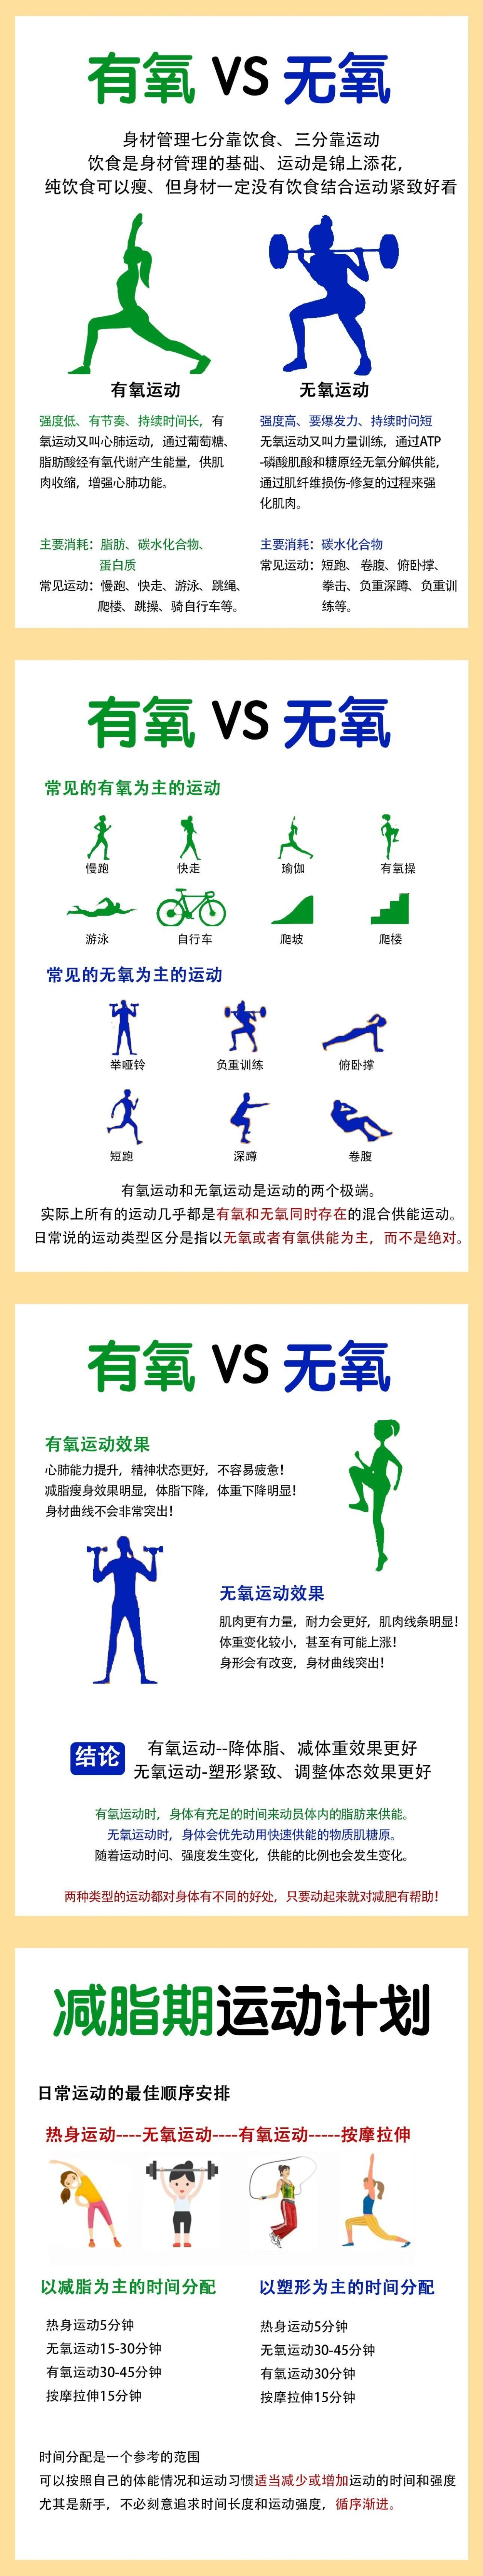 有氧 VS 无氧
身材管理七分靠饮食、三分靠运动
饮食是身材管理的基础、运动是锦上添花，
纯饮食可以瘦、但身材一定没有饮食结合运动紧致好看
有氧运动
强度低、有节奏、持续时间长，有
氧运动又叫心肺运动，通过葡萄糖、
脂肪酸经有氧代谢产生能量，供肌
肉收缩，增强心肺功能。
主要消耗：脂肪、碳水化合物、
蛋白质
常见运动：慢跑、快走、游泳、跳绳、
爬楼、跳操、骑自行车等。
无氧运动
强度高、要爆发力、持续时问短
无氧运动又叫力量训练，通过ATP
-磷酸肌酸和糖原经无氧分解供能，
通过肌纤维损伤-修复的过程来强
化肌肉。
主要消耗：碳水化合物
常见运动：短跑、卷腹、俯卧撑、
拳击、负重深蹲、负重训
练等。
有氧 VS 无氧
常见的有氧为主的运动
慢跑 快走 瑜伽 有氧操
游泳 自行车 爬坡 爬楼
常见的无氧为主的运动
举哑铃 负重训练 俯卧撑
短跑 深蹲 卷腹
有氧运动和无氧运动是运动的两个极端。
实际上所有的运动几乎都是有氧和无氧同时存在的混合供能运动。
日常说的运动类型区分是指以无氧或者有氧供能为主，而不是绝对。
有氧 VS 无氧
有氧运动效果
心肺能力提升，精神状态更好，不容易疲惫！
减脂瘦身效果明显，体脂下降，体重下降明显！
身材曲线不会非常突出！
无氧运动效果
肌肉更有力量，耐力会更好，肌肉线条明显！
体重变化较小，甚至有可能上涨！
身形会有改变，身材曲线突出！
结论
有氧运动--降体脂、减体重效果更好
无氧运动-塑形紧致、调整体态效果更好
有氧运动时，身体有充足的时间来动员体内的脂肪来供能。
无氧运动时，身体会优先动用快速供能的物质肌糖原。
随着运动时问、强度发生变化，供能的比例也会发生变化。
两种类型的运动都对身体有不同的好处，只要动起来就对减肥有帮助！
减脂期运动计划
日常运动的最佳顺序安排
热身运动----无氧运动----有氧运动-----按摩拉伸
以减脂为主的时间分配
热身运动5分钟
无氧运动15-30分钟
有氧运动30-45分钟
按摩拉伸15分钟
以塑形为主的时间分配
热身运动5分钟
无氧运动30-45分钟
有氧运动30分钟
按摩拉伸15分钟
时间分配是一个参考的范围
可以按照自己的体能情况和运动习惯适当减少或增加运动的时间和强度
尤其是新手，不必刻意追求时间长度和运动强度，循序渐进。